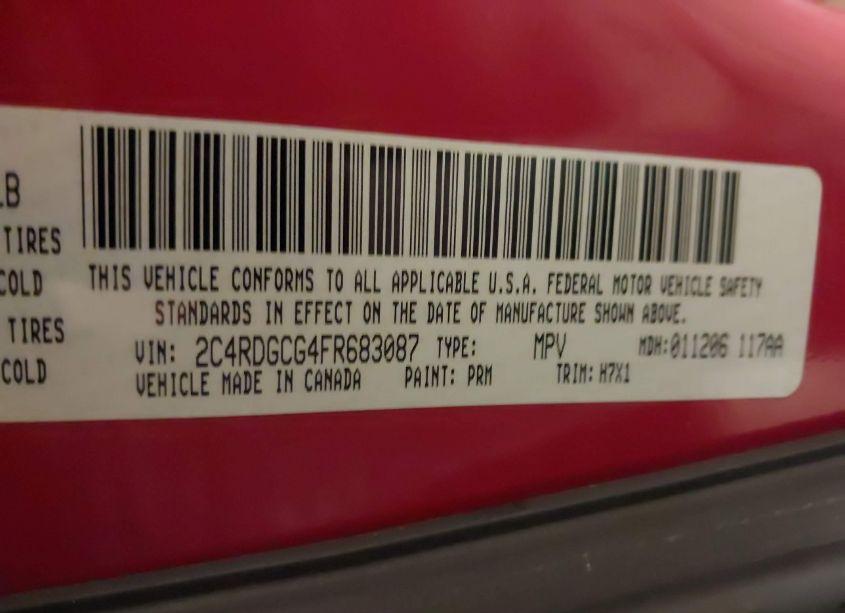 LB
TIRES
COLD
TIRES
COLD
THIS VEHICLE CONFORMS TO ALL APPLICABLE U.S.A. FEDERAL MOTOR VEHICLE SAFETY
STANDARDS IN EFFECT ON THE DATE OF MANUFACTURE SHOWN ABOVE.
VIN: 2C4RDGCG4FR683087 TYPE: MPV MDH:011206 117AA
VEHICLE MADE IN CANADA PAINT: PRM TRIM: H7X1